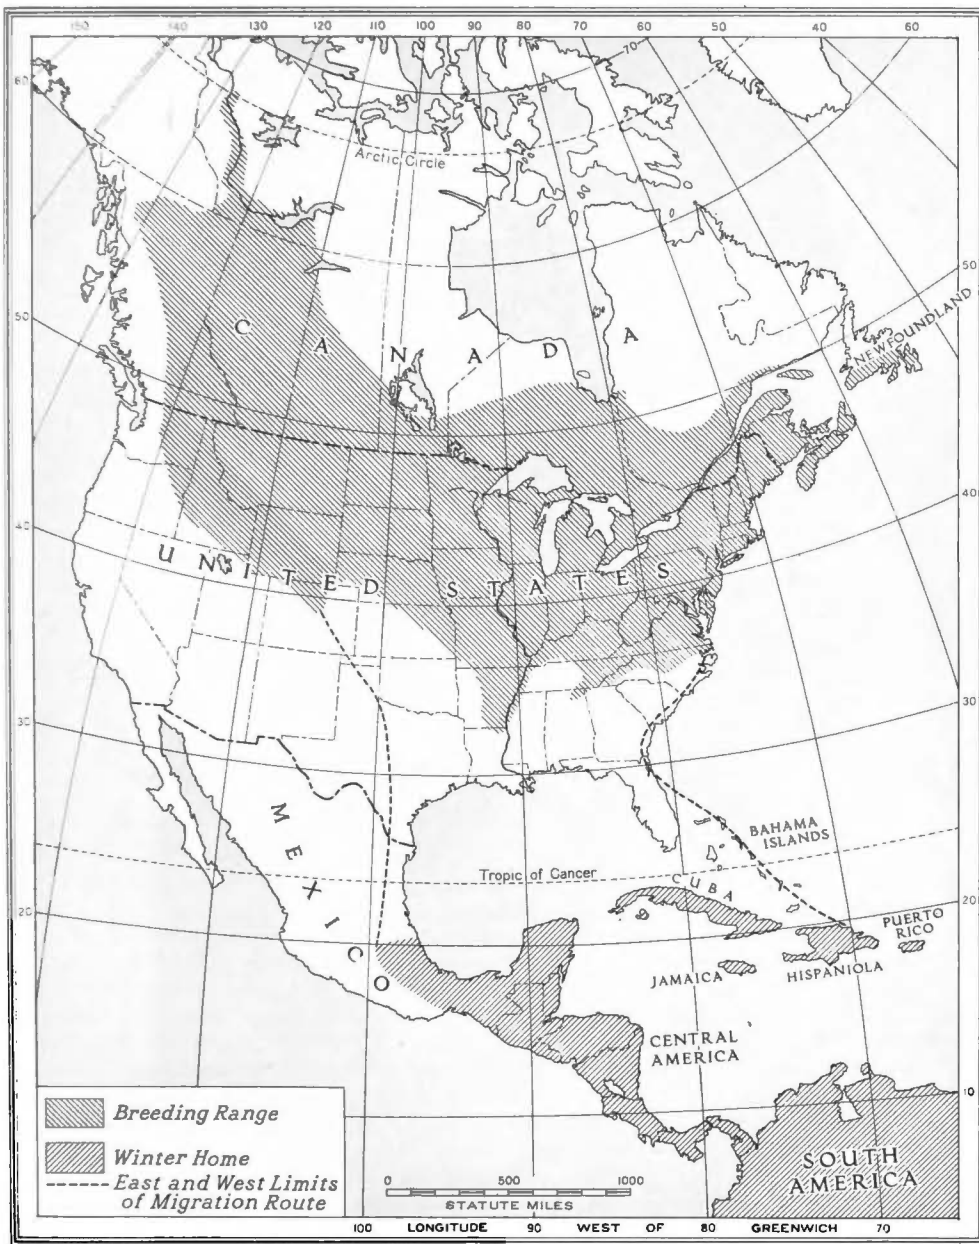 150 140 130 120 110 100 90 80 70 60 50 40 60
70
60
Arctic Circle
50
50
C A N A D A
NEWFOUNDLAND
40
40
UNITED STATES
30
30
MEXICO
BAHAMA
ISLANDS
Tropic of Cancer
CUBA
20
20
PUERTO
RICO
JAMAICA
HISPANIOLA
CENTRAL
AMERICA
10
Breeding Range
Winter Home
East and West Limits
of Migration Route
SOUTH
AMERICA
0 500 1000
STATUTE MILES
100 LONGITUDE 90 WEST OF 80 GREENWICH 70